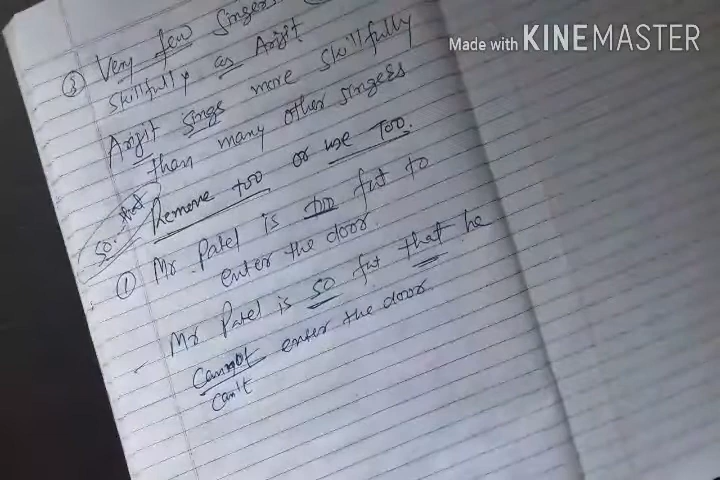 Made with KINEMASTER
③ Very few singers
skillfully as Arijit
Arijit sings more skillfully
than many other singers
so..that
Remove too or use Too.
① Mr. Patel is too fat to
enter the door.
Mr Patel is so fat that he
cannot enter the door.
can't